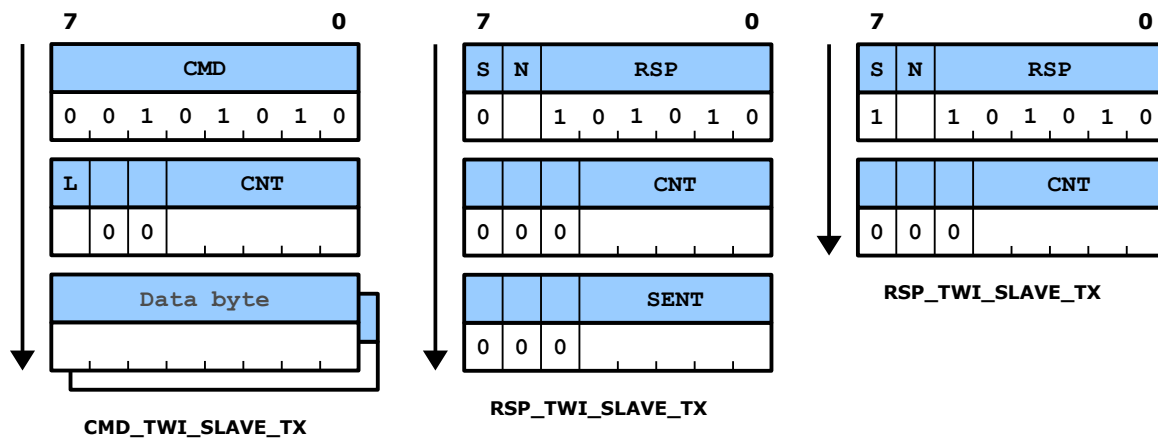 7 0
CMD
0 0 1 0 1 0 1 0
L CNT
0 0
Data byte
CMD_TWI_SLAVE_TX
7 0
S N RSP
0 1 0 1 0 1 0
CNT
0 0 0
SENT
0 0 0
RSP_TWI_SLAVE_TX
7 0
S N RSP
1 1 0 1 0 1 0
CNT
0 0 0
RSP_TWI_SLAVE_TX